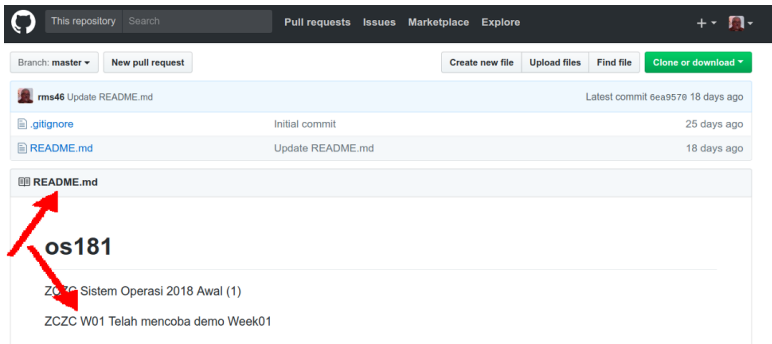 This repository Search Pull requests Issues Marketplace Explore
Branch: master New pull request Create new file Upload files Find file Clone or download
rms46 Update README.md Latest commit 6ea9570 18 days ago
.gitignore Initial commit 25 days ago
README.md Update README.md 18 days ago
README.md
os181
ZCZC Sistem Operasi 2018 Awal (1)
ZCZC W01 Telah mencoba demo Week01